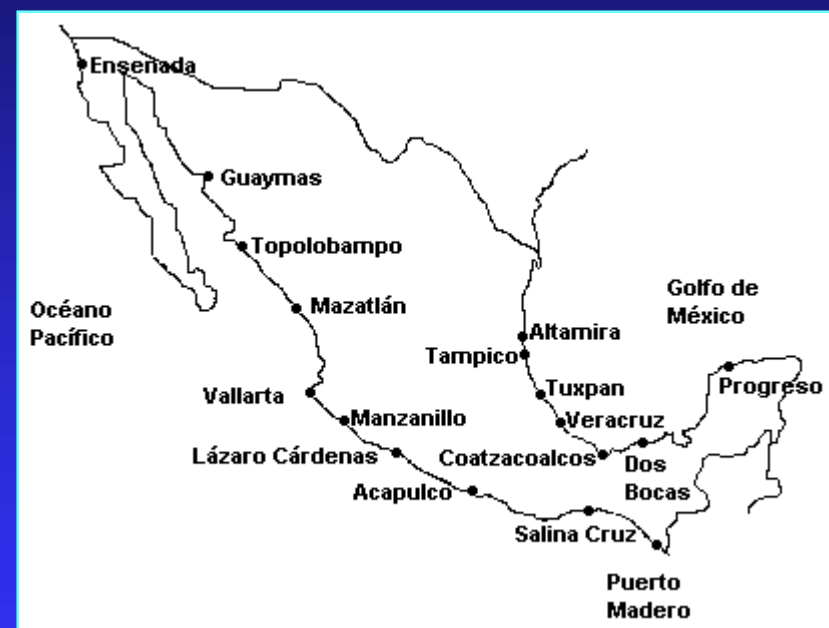 Ensenada
Guaymas
Topolobampo
Golfo de
México
Océano
Pacífico
Mazatlán
Altamira
Tampico
Progreso
Vallarta
Tuxpan
Manzanillo
Veracruz
Lázaro Cárdenas
Coatzacoalcos
Dos
Bocas
Acapulco
Salina Cruz
Puerto
Madero